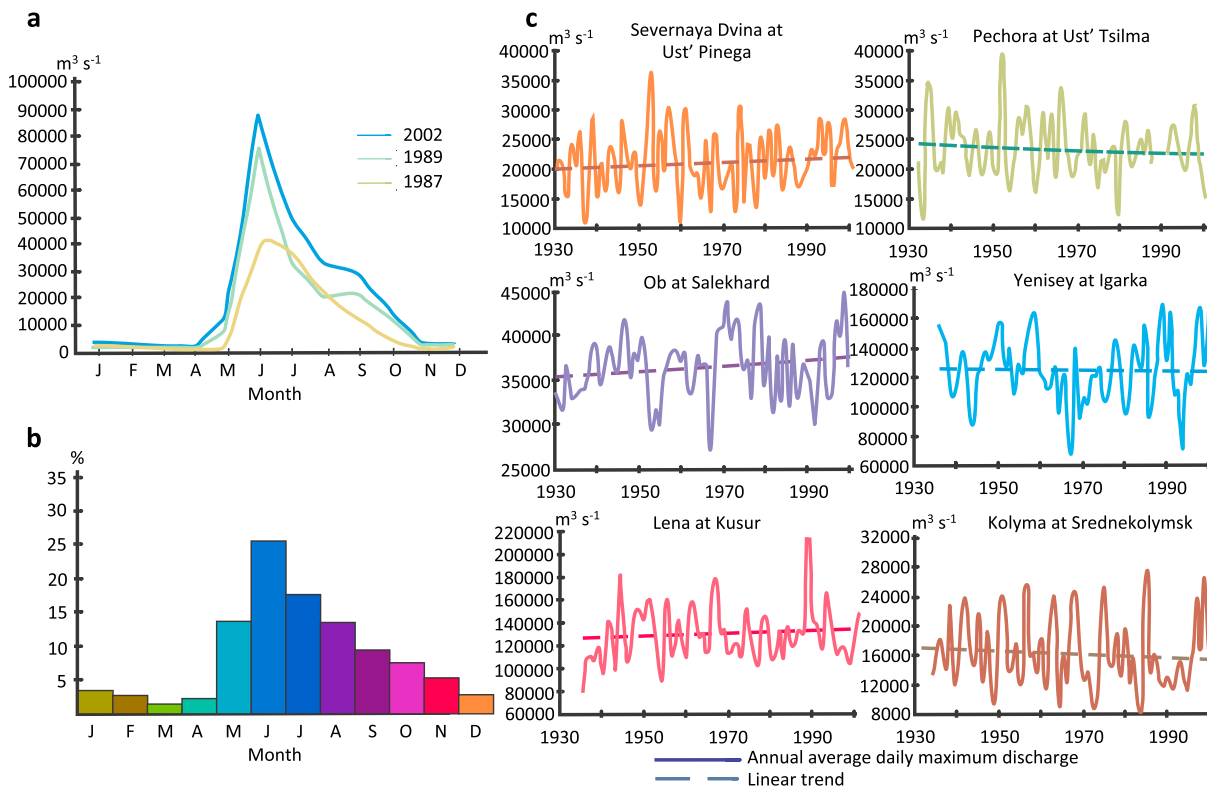 a
m³ s⁻¹
100000
90000
80000
70000
60000
50000
40000
30000
20000
10000
0
2002
1989
1987
J F M A M J J A S O N D
Month
b
%
35
30
25
20
15
10
5
J F M A M J J A S O N D
Month
c
m³ s⁻¹
Severnaya Dvina at
Ust’ Pinega
40000
35000
30000
25000
20000
15000
10000
1930 1950 1970 1990
m³ s⁻¹
Pechora at Ust’ Tsilma
40000
35000
30000
25000
20000
15000
10000
1930 1950 1970 1990
m³ s⁻¹
Ob at Salekhard
45000
40000
35000
30000
25000
1930 1950 1970 1990
m³ s⁻¹
Yenisey at Igarka
180000
160000
140000
120000
100000
80000
60000
1930 1950 1970 1990
m³ s⁻¹
Lena at Kusur
220000
200000
180000
160000
140000
120000
100000
80000
60000
1930 1950 1970 1990
m³ s⁻¹
Kolyma at Srednekolymsk
32000
28000
24000
20000
16000
12000
8000
1930 1950 1970 1990
Annual average daily maximum discharge
Linear trend